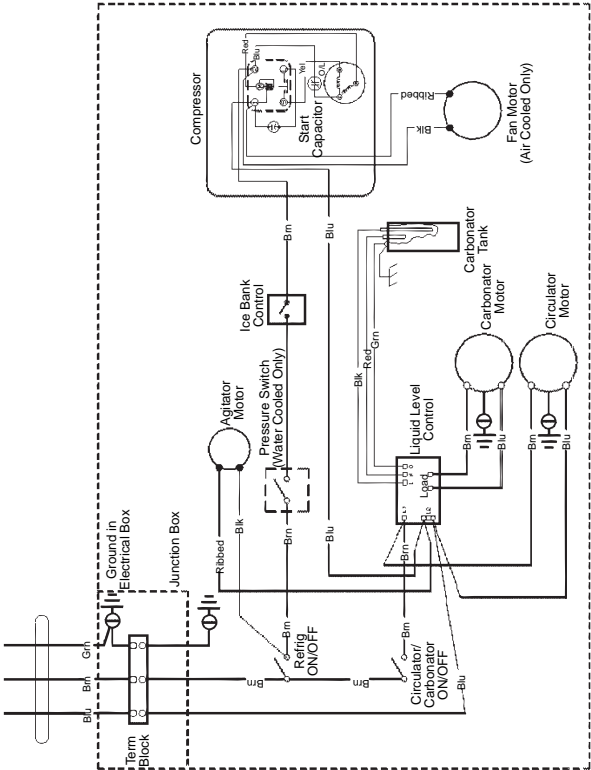 Compressor
Red
Blu
Yel
O/L
Start
Capacitor
Ribbed
Blk
Fan Motor
(Air Cooled Only)
Brn
Blu
Ice Bank
Control
Carbonator
Tank
Blk
Red
Grn
Carbonator
Motor
Circulator
Motor
Agitator
Motor
Pressure Switch
(Water Cooled Only)
Liquid Level
Control
Load
L1
L2
Brn
Blu
Brn
Blu
Ribbed
Blk
Brn
Blu
Brn
Ground in
Electrical Box
Junction Box
Grn
Brn
Blu
Term
Block
Brn
Refrig
ON/OFF
Brn
Brn
Brn
Circulator/
Carbonator
ON/OFF
Blu